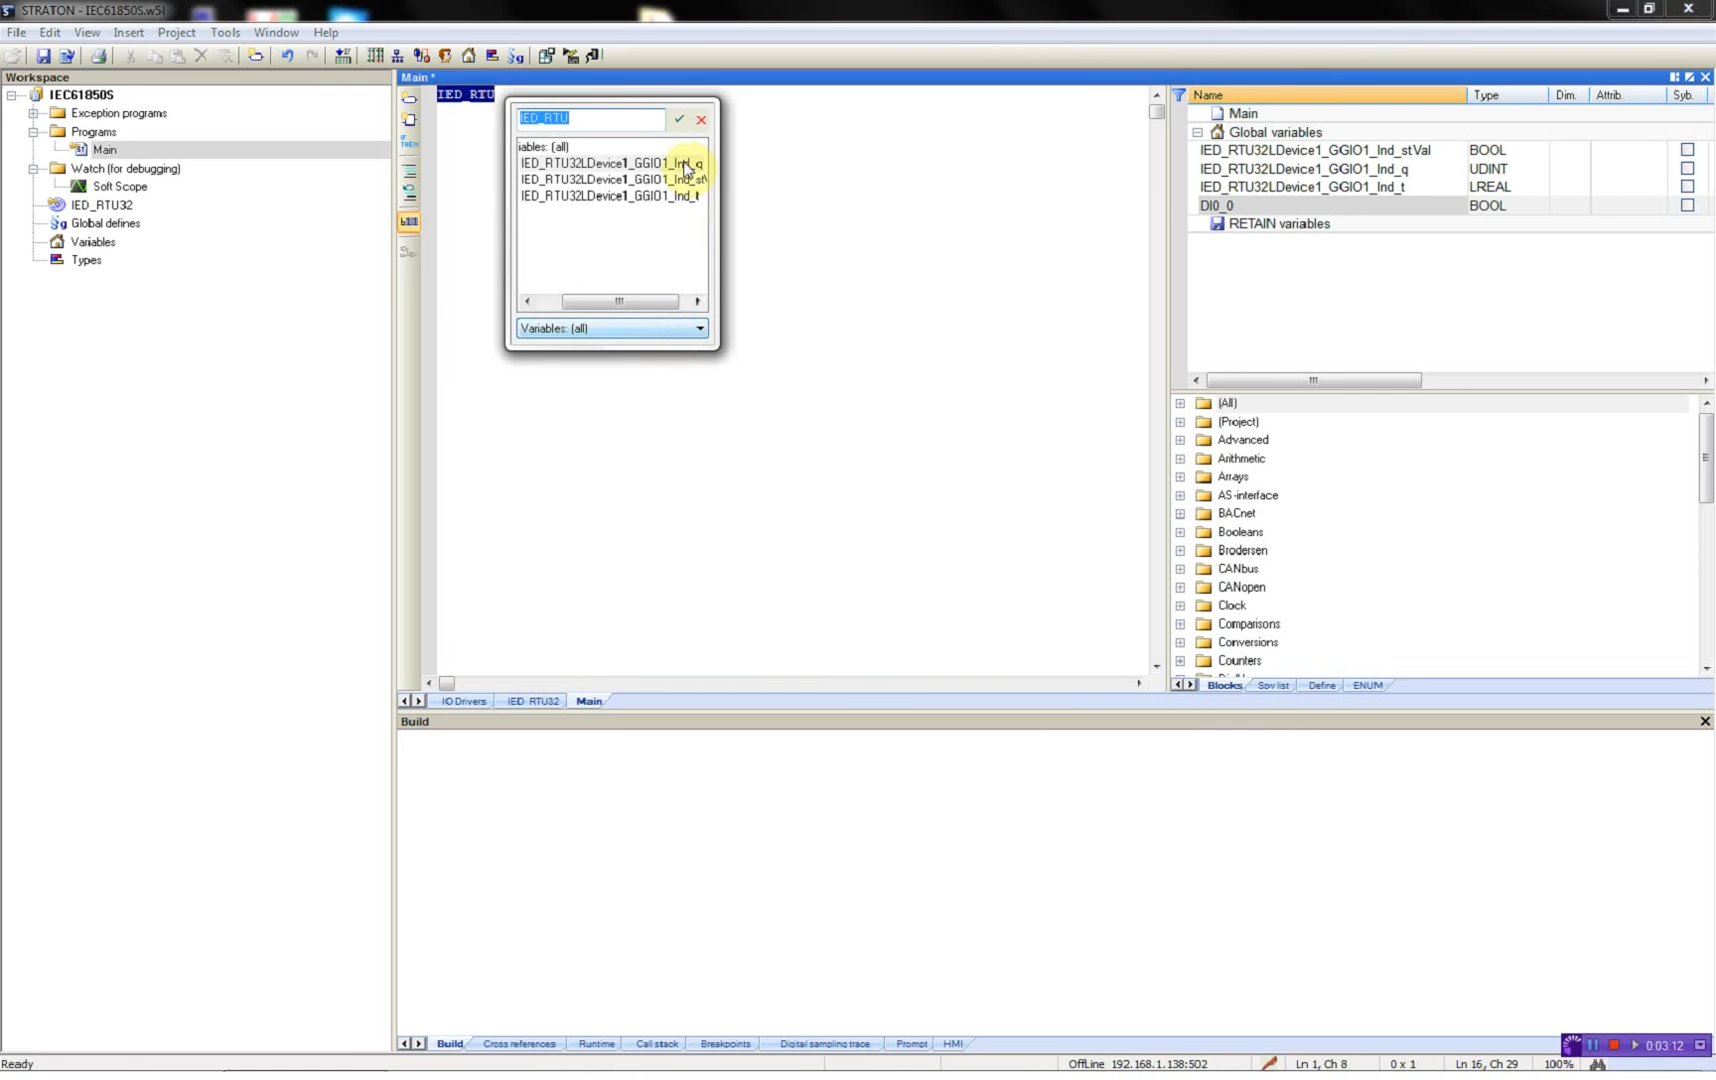 STRATON - IEC61850S.w5l
File Edit View Insert Project Tools Window Help
Workspace
IEC61850S
Exception programs
Programs
Main
Watch (for debugging)
Soft Scope
IED_RTU32
Global defines
Variables
Types
Main *
IF
THEN
IED_RTU
IED_RTU
iables: (all)
IED_RTU32LDevice1_GGIO1_Ind_q
IED_RTU32LDevice1_GGIO1_Ind_st
IED_RTU32LDevice1_GGIO1_Ind_t
Variables: (all)
IO Drivers IED_RTU32 Main
Name Type Dim. Attrib. Syb.
Main
Global variables
IED_RTU32LDevice1_GGIO1_Ind_stVal BOOL
IED_RTU32LDevice1_GGIO1_Ind_q UDINT
IED_RTU32LDevice1_GGIO1_Ind_t LREAL
DI0_0 BOOL
RETAIN variables
(All)
(Project)
Advanced
Arithmetic
Arrays
AS-interface
BACnet
Booleans
Brodersen
CANbus
CANopen
Clock
Comparisons
Conversions
Counters
Blocks Spy list Define ENUM
Build
Build Cross references Runtime Call stack Breakpoints Digital sampling trace Prompt HMI
0:03:12
Ready OffLine 192.168.1.138:502 Ln 1, Ch 8 0 x 1 Ln 16, Ch 29 100%